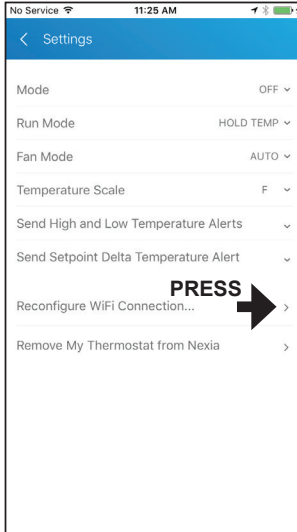 No Service 11:25 AM
Settings
Mode OFF
Run Mode HOLD TEMP
Fan Mode AUTO
Temperature Scale F
Send High and Low Temperature Alerts
Send Setpoint Delta Temperature Alert
PRESS
Reconfigure WiFi Connection...
Remove My Thermostat from Nexia